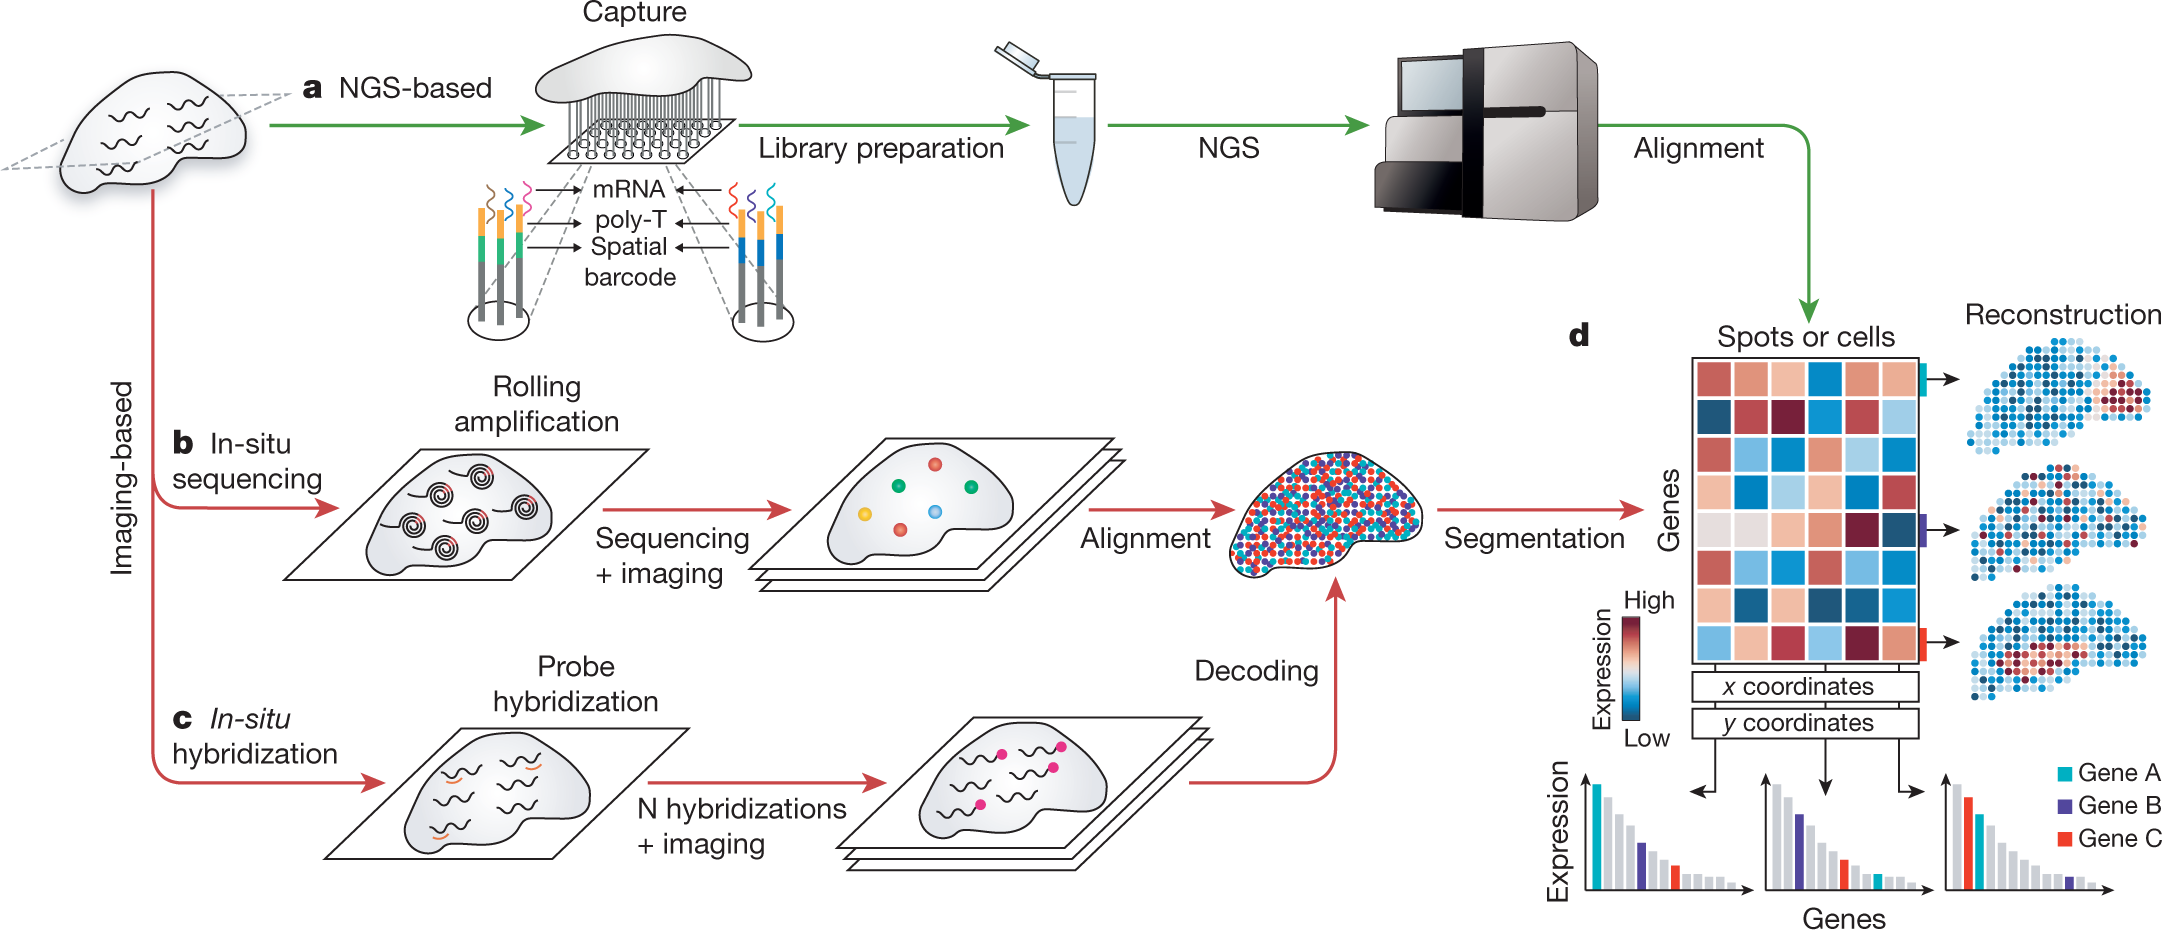 Capture
a NGS-based
Library preparation
NGS
Alignment
mRNA
poly-T
Spatial
barcode
Imaging-based
b In-situ
sequencing
Rolling
amplification
Sequencing
+ imaging
Alignment
Segmentation
c In-situ
hybridization
Probe
hybridization
N hybridizations
+ imaging
Decoding
d
Spots or cells
Reconstruction
Genes
High
Expression
Low
x coordinates
y coordinates
Expression
Genes
Gene A
Gene B
Gene C